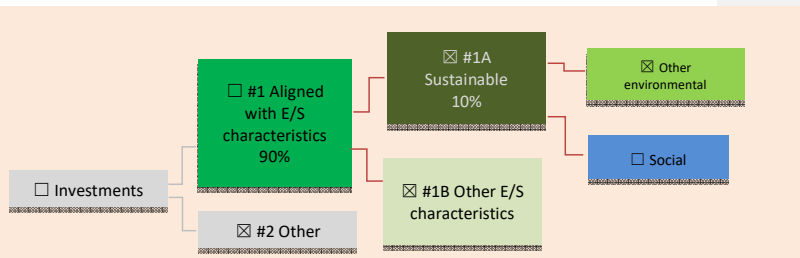 ☐ Investments
☐ #1 Aligned
with E/S
characteristics
90%
☒ #2 Other
☒ #1A
Sustainable
10%
☒ #1B Other E/S
characteristics
☒ Other
environmental
☐ Social